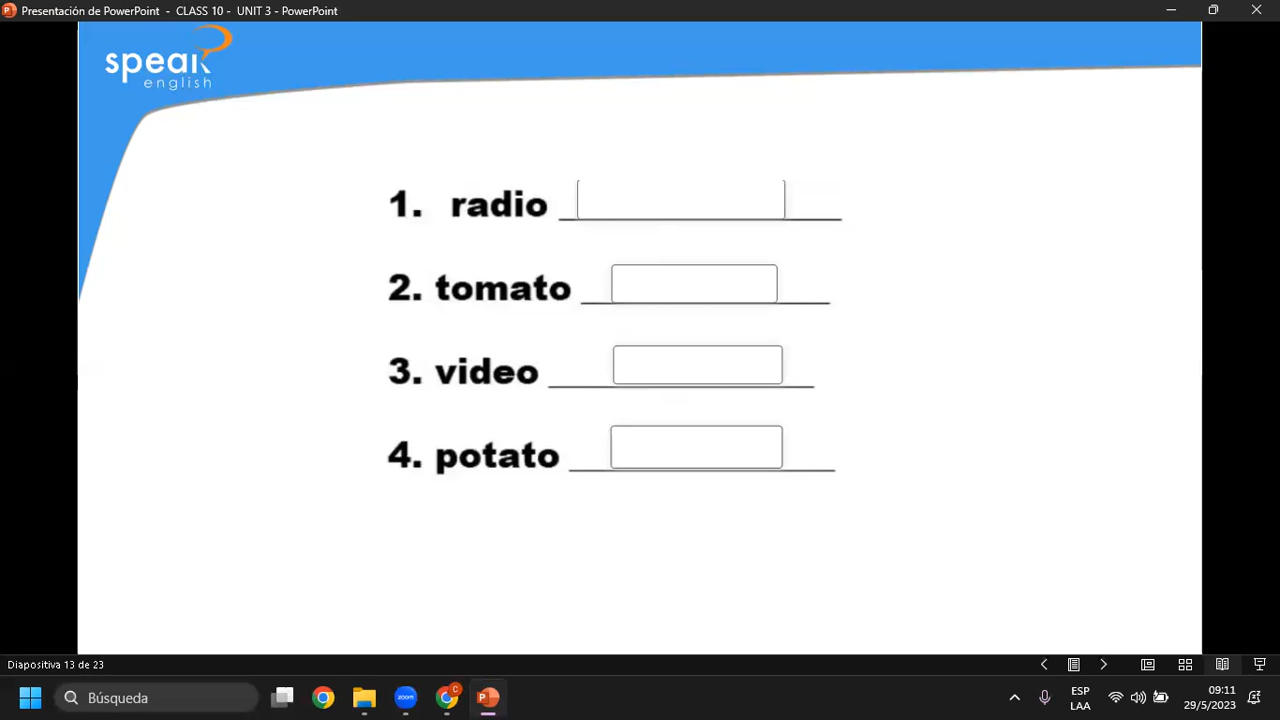 Presentación de PowerPoint - CLASS 10 - UNIT 3 - PowerPoint
speak
english
1. radio
2. tomato
3. video
4. potato
Diapositiva 13 de 23
Búsqueda
zoom
C
P
ESP
LAA
09:11
29/5/2023